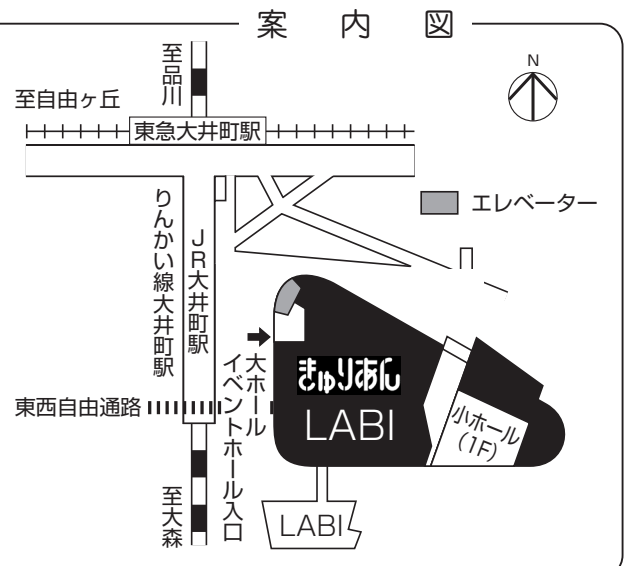 案内図
至品川
至自由ヶ丘
N
東急大井町駅
エレベーター
りんかい線大井町駅
JR大井町駅
大ホール
イベントホール入口
きゅりあん
LABI
小ホール
(1F)
東西自由通路
至大森
LABI